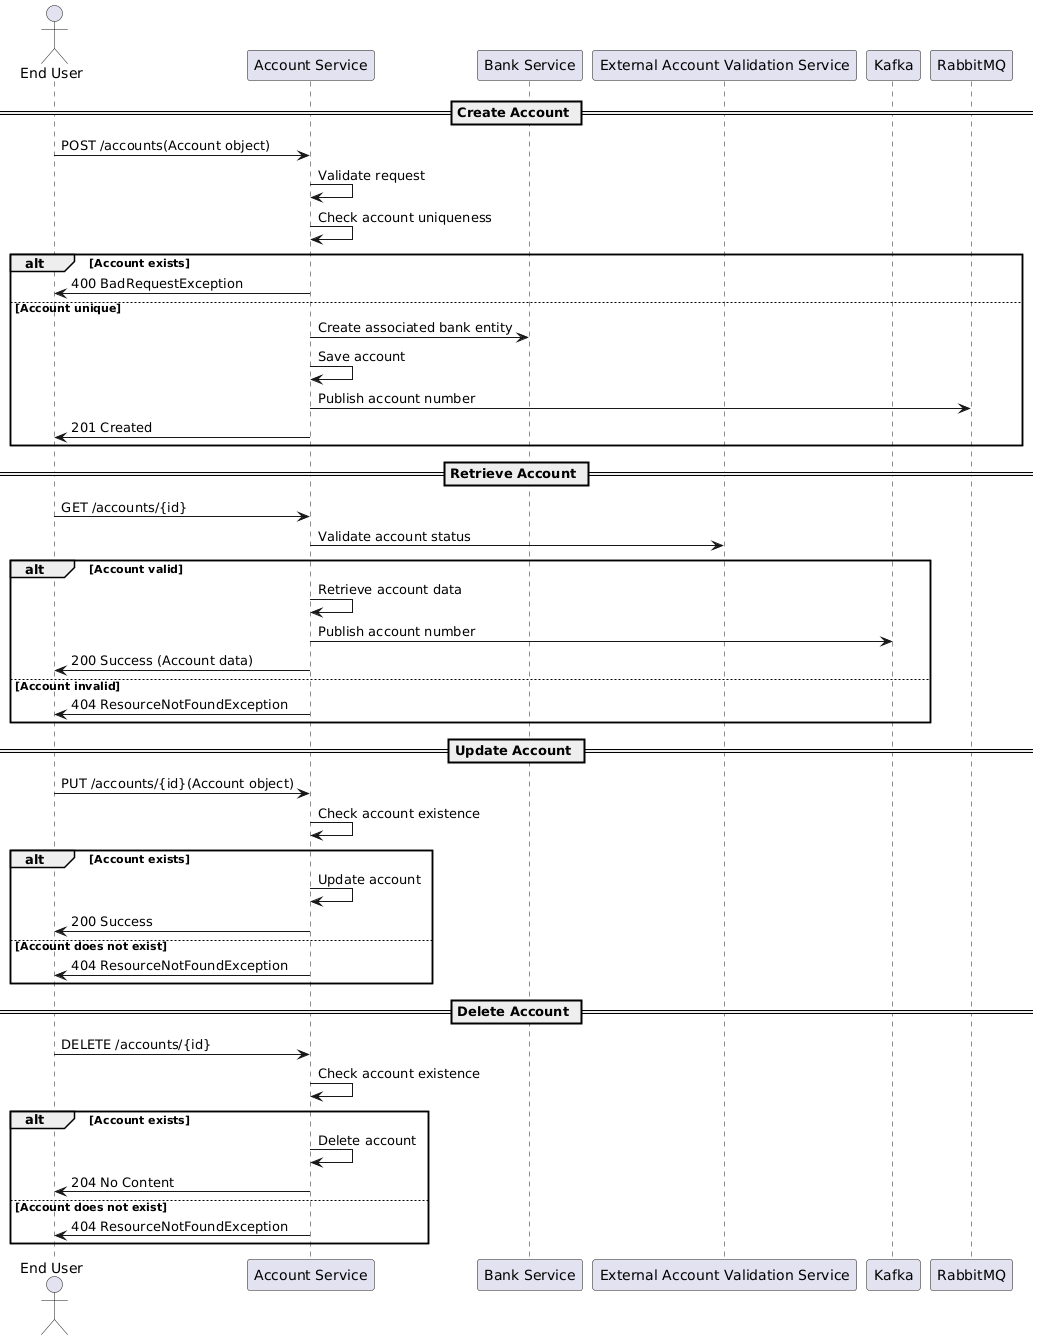 End User
Account Service
Bank Service
External Account Validation Service
Kafka
RabbitMQ
Create Account
POST /accounts(Account object)
Validate request
Check account uniqueness
alt
[Account exists]
400 BadRequestException
[Account unique]
Create associated bank entity
Save account
Publish account number
201 Created
Retrieve Account
GET /accounts/{id}
Validate account status
alt
[Account valid]
Retrieve account data
Publish account number
200 Success (Account data)
[Account invalid]
404 ResourceNotFoundException
Update Account
PUT /accounts/{id}(Account object)
Check account existence
alt
[Account exists]
Update account
200 Success
[Account does not exist]
404 ResourceNotFoundException
Delete Account
DELETE /accounts/{id}
Check account existence
alt
[Account exists]
Delete account
204 No Content
[Account does not exist]
404 ResourceNotFoundException
End User
Account Service
Bank Service
External Account Validation Service
Kafka
RabbitMQ